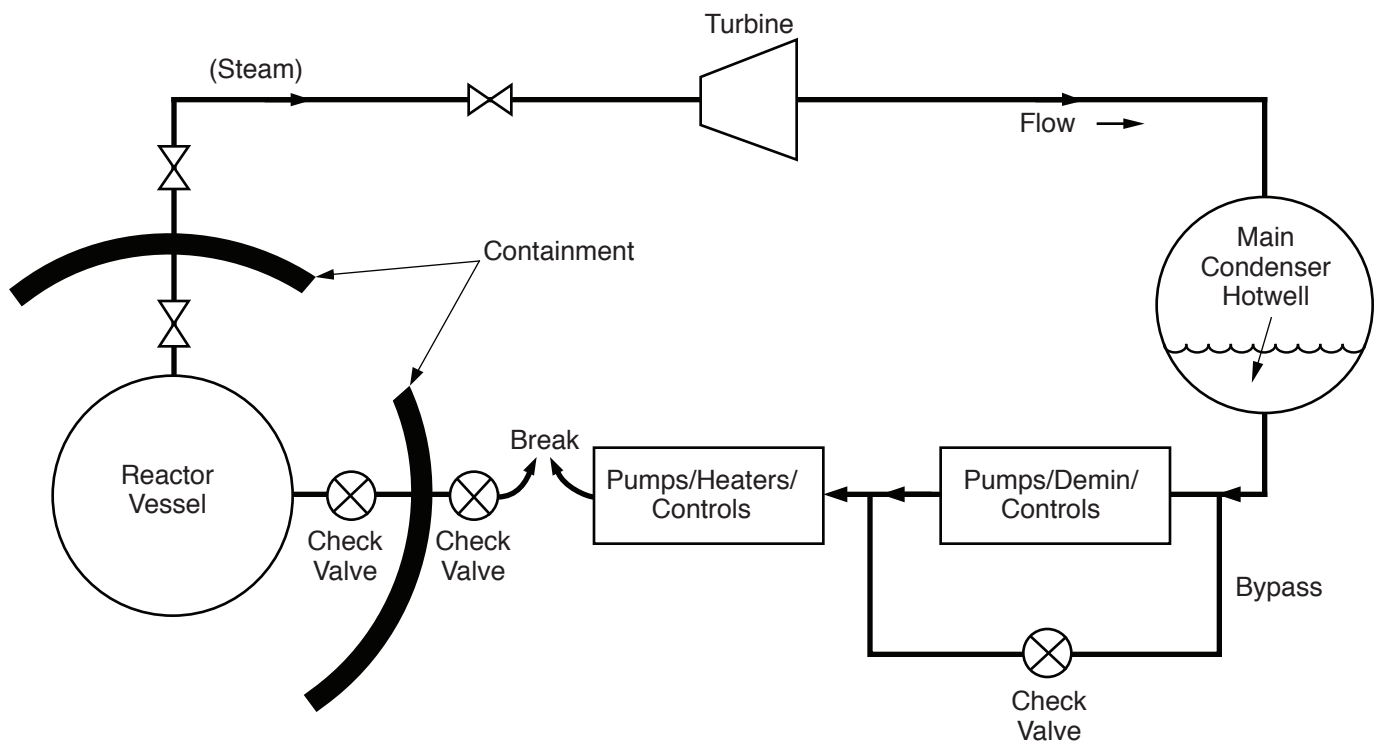 Turbine
(Steam)
Flow
Containment
Main
Condenser
Hotwell
Break
Reactor
Vessel
Pumps/Heaters/
Controls
Pumps/Demin/
Controls
Check
Valve
Check
Valve
Bypass
Check
Valve